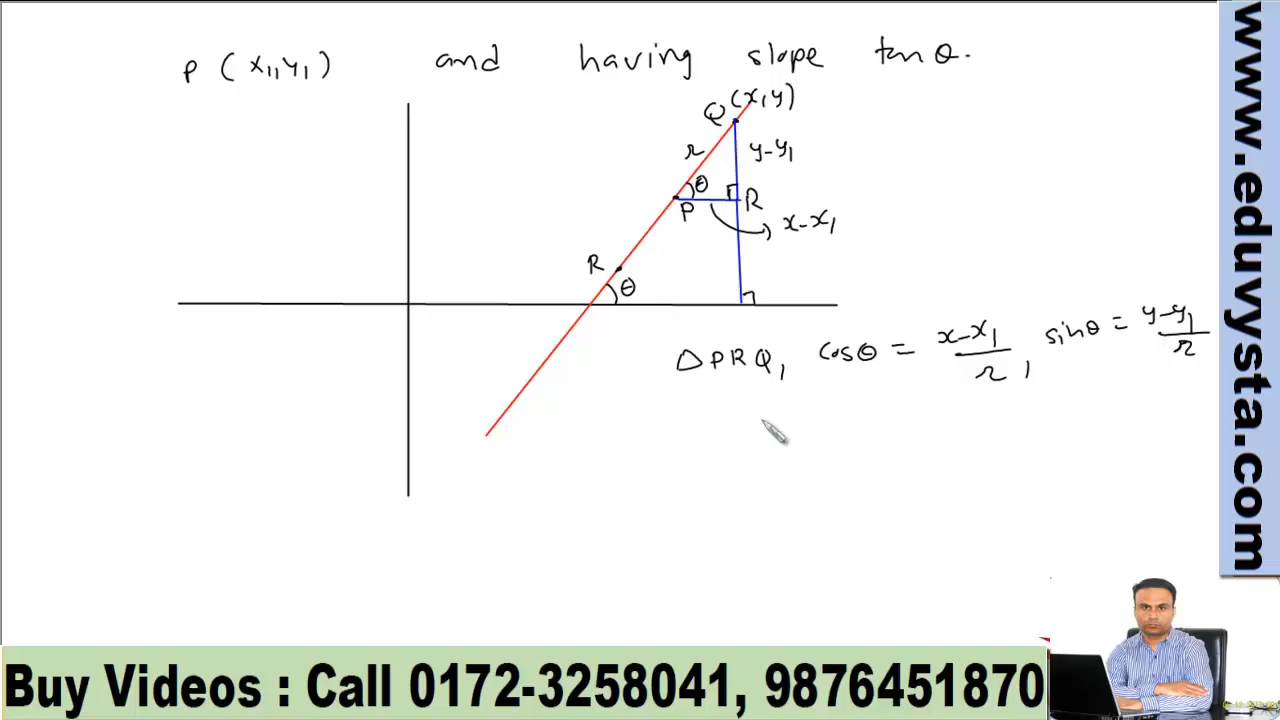 P (x1, y1) and having slope tan θ.
Q (x, y)
r
y-y1
θ
P
R
x-x1
R
θ
Δ PRQ, cosθ = x-x1/r, sinθ = y-y1/r
www.eduvysta.com
Buy Videos : Call 0172-3258041, 9876451870